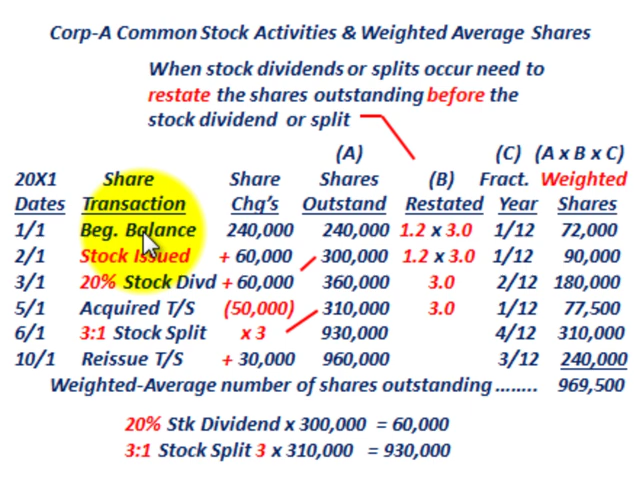 Corp-A Common Stock Activities & Weighted Average Shares
When stock dividends or splits occur need to
restate the shares outstanding before the
stock dividend or split
(A) (C) (A x B x C)
20X1 Share Share Shares (B) Fract. Weighted
Dates Transaction Chg's Outstand Restated Year Shares
1/1 Beg. Balance 240,000 240,000 1.2 x 3.0 1/12 72,000
2/1 Stock Issued + 60,000 300,000 1.2 x 3.0 1/12 90,000
3/1 20% Stock Divd + 60,000 360,000 3.0 2/12 180,000
5/1 Acquired T/S (50,000) 310,000 3.0 1/12 77,500
6/1 3:1 Stock Split x 3 930,000 4/12 310,000
10/1 Reissue T/S + 30,000 960,000 3/12 240,000
Weighted-Average number of shares outstanding ........ 969,500
20% Stk Dividend x 300,000 = 60,000
3:1 Stock Split 3 x 310,000 = 930,000